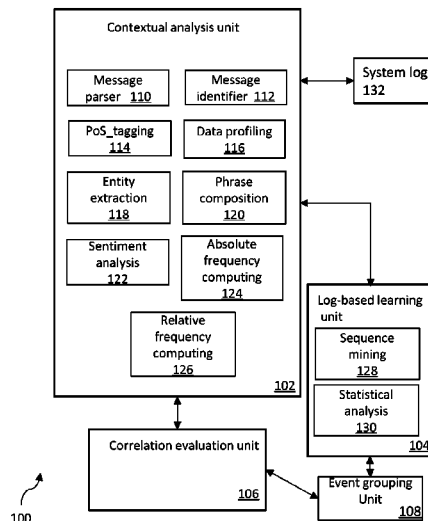 Contextual analysis unit
Message
parser 110
Message
identifier 112
System log
132
PoS_tagging
114
Data profiling
116
Entity
extraction
118
Phrase
composition
120
Sentiment
analysis
122
Absolute
frequency
computing
124
Relative
frequency
computing
126
102
Log-based learning
unit
Sequence
mining
128
Statistical
analysis
130
104
Correlation evaluation unit
106
Event grouping
Unit
108
100